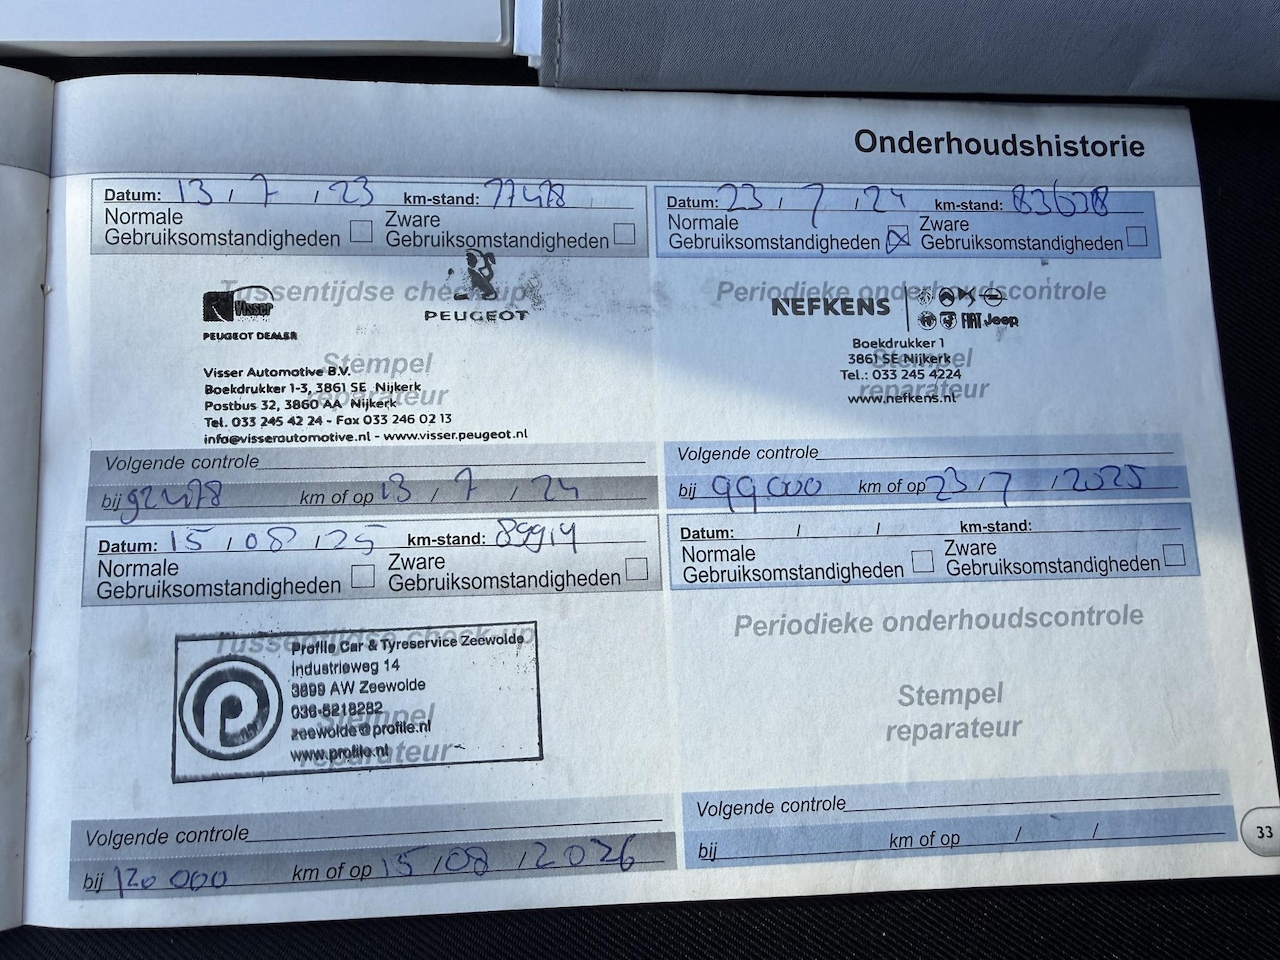 Onderhoudshistorie
Datum: 13 / 7 / 23 km-stand: 77478
Normale Gebruiksomstandigheden
Zware Gebruiksomstandigheden
Tussentijdse check-up
Visser
PEUGEOT DEALER
PEUGEOT
Stempel
reparateur
Visser Automotive B.V.
Boekdrukker 1-3, 3861 SE Nijkerk
Postbus 32, 3860 AA Nijkerk
Tel. 033 245 42 24 - Fax 033 246 02 13
info@visserautomotive.nl - www.visser.peugeot.nl
Volgende controle
bij 92478 km of op 13 / 7 / 24
Datum: 23 / 7 / 24 km-stand:
Normale Gebruiksomstandigheden
Zware Gebruiksomstandigheden
Periodieke onderhoudscontrole
NEFKENS
FIAT Jeep
Stempel
reparateur
Boekdrukker 1
3861 SE Nijkerk
Tel.: 033 245 4224
www.nefkens.nl
Volgende controle
bij 99000 km of op 23 / 7 / 2025
Datum: 15 / 08 / 25 km-stand: 89914
Normale Gebruiksomstandigheden
Zware Gebruiksomstandigheden
Tussentijdse check-up
Stempel
reparateur
Profile Car & Tyreservice Zeewolde
Industrieweg 14
3899 AW Zeewolde
036-5218282
zeewolde@profile.nl
www.profile.nl
Volgende controle
bij 120 000 km of op 15 / 08 / 2026
Datum: / / km-stand:
Normale Gebruiksomstandigheden
Zware Gebruiksomstandigheden
Periodieke onderhoudscontrole
Stempel
reparateur
Volgende controle
bij km of op / /
33